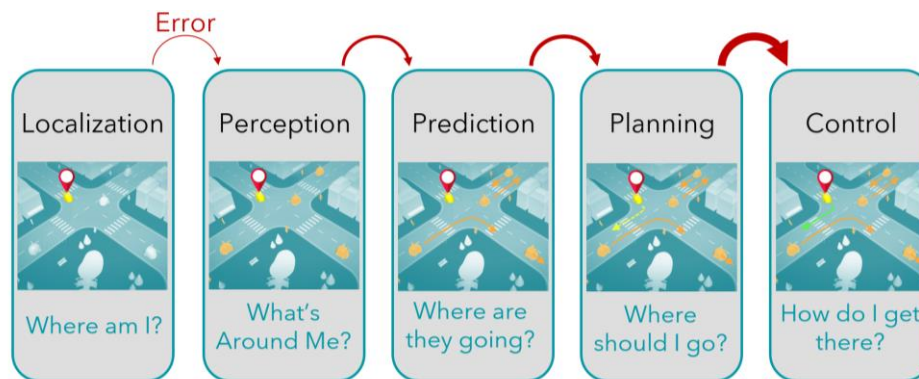 Error
Localization
Perception
Prediction
Planning
Control
Where am I?
What's
Around Me?
Where are
they going?
Where
should I go?
How do I get
there?